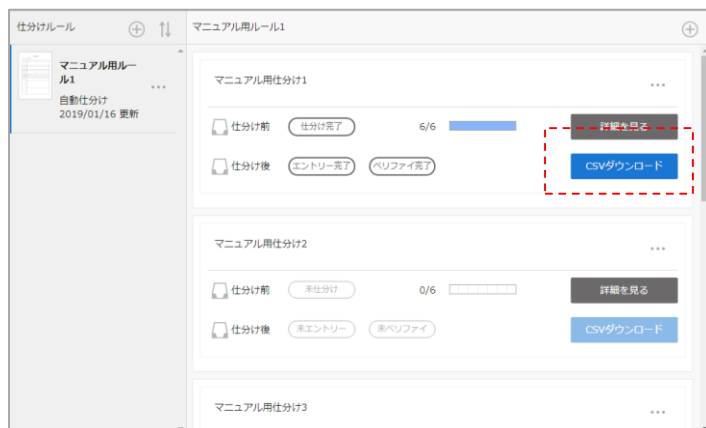 仕分けルール
マニュアル用ルール1
マニュアル用ルー
ル1
自動仕分け
2019/01/16 更新
マニュアル用仕分け1
仕分け前 仕分け完了 6/6 詳細を見る
仕分け後 エントリー完了 ベリファイ完了 CSVダウンロード
マニュアル用仕分け2
仕分け前 未仕分け 0/6 詳細を見る
仕分け後 未エントリー 未ベリファイ CSVダウンロード
マニュアル用仕分け3